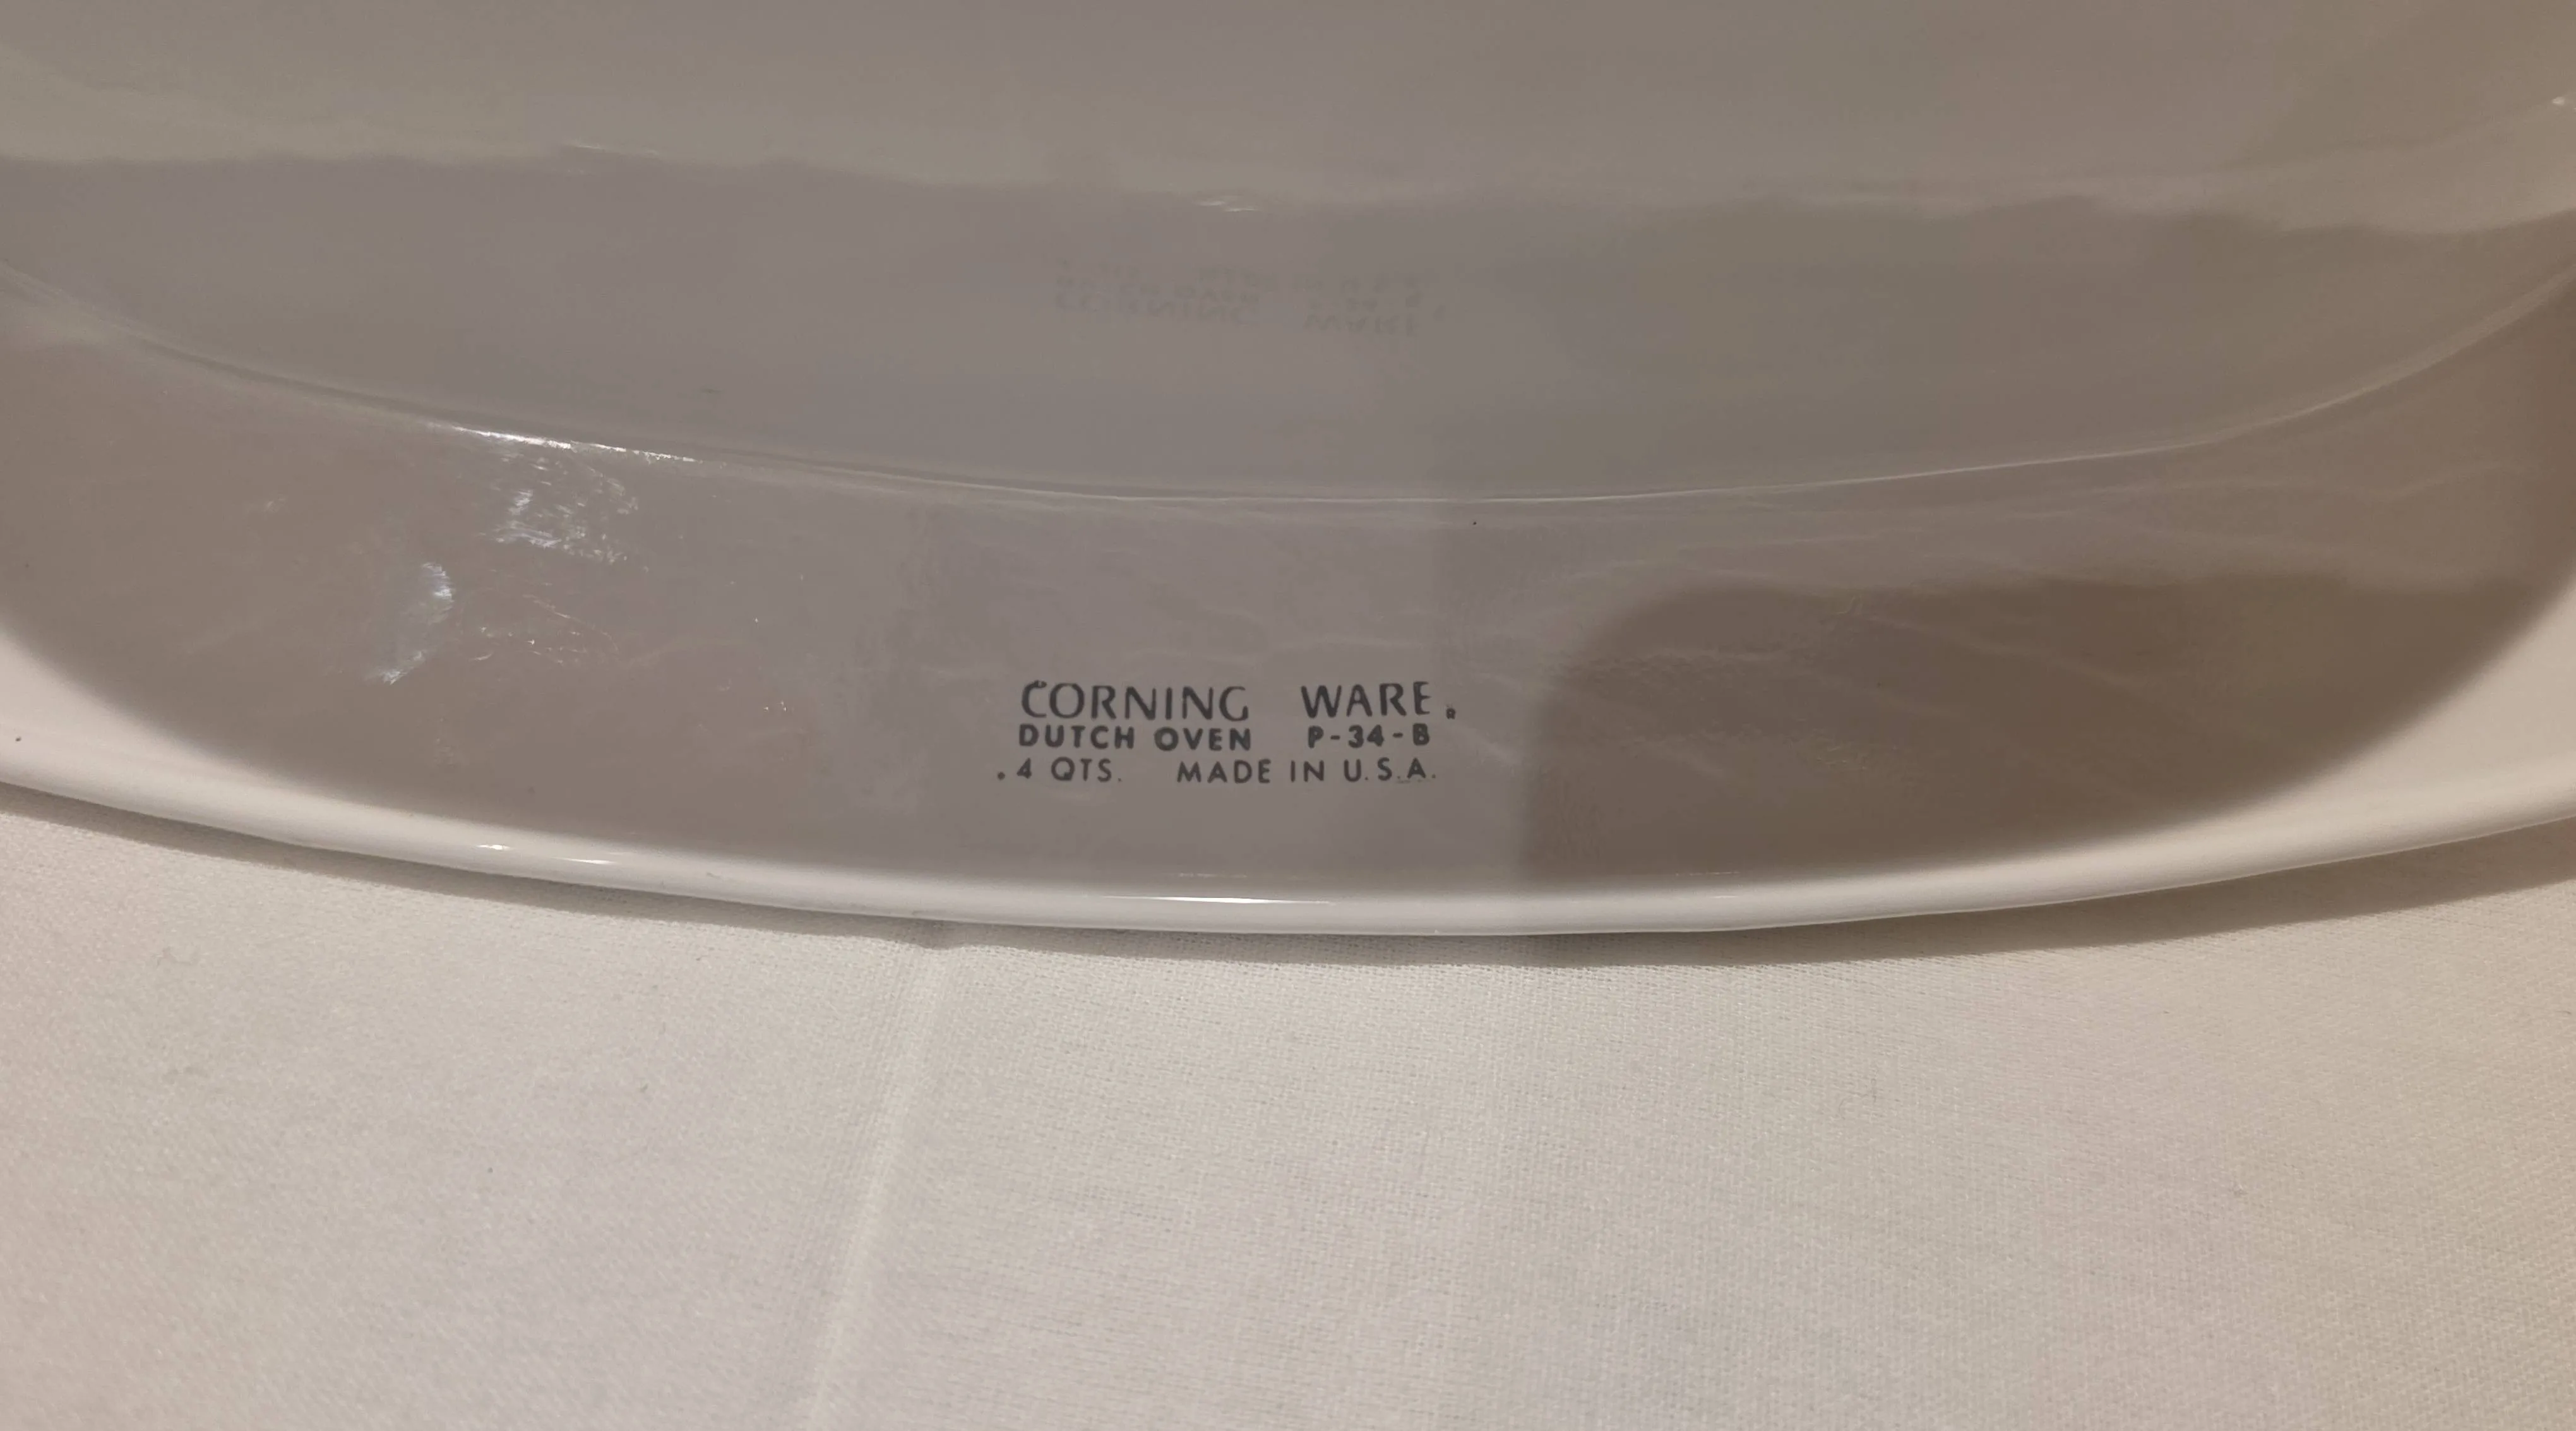 CORNING WARE®
DUTCH OVEN P-34-B
.4 QTS. MADE IN U.S.A.